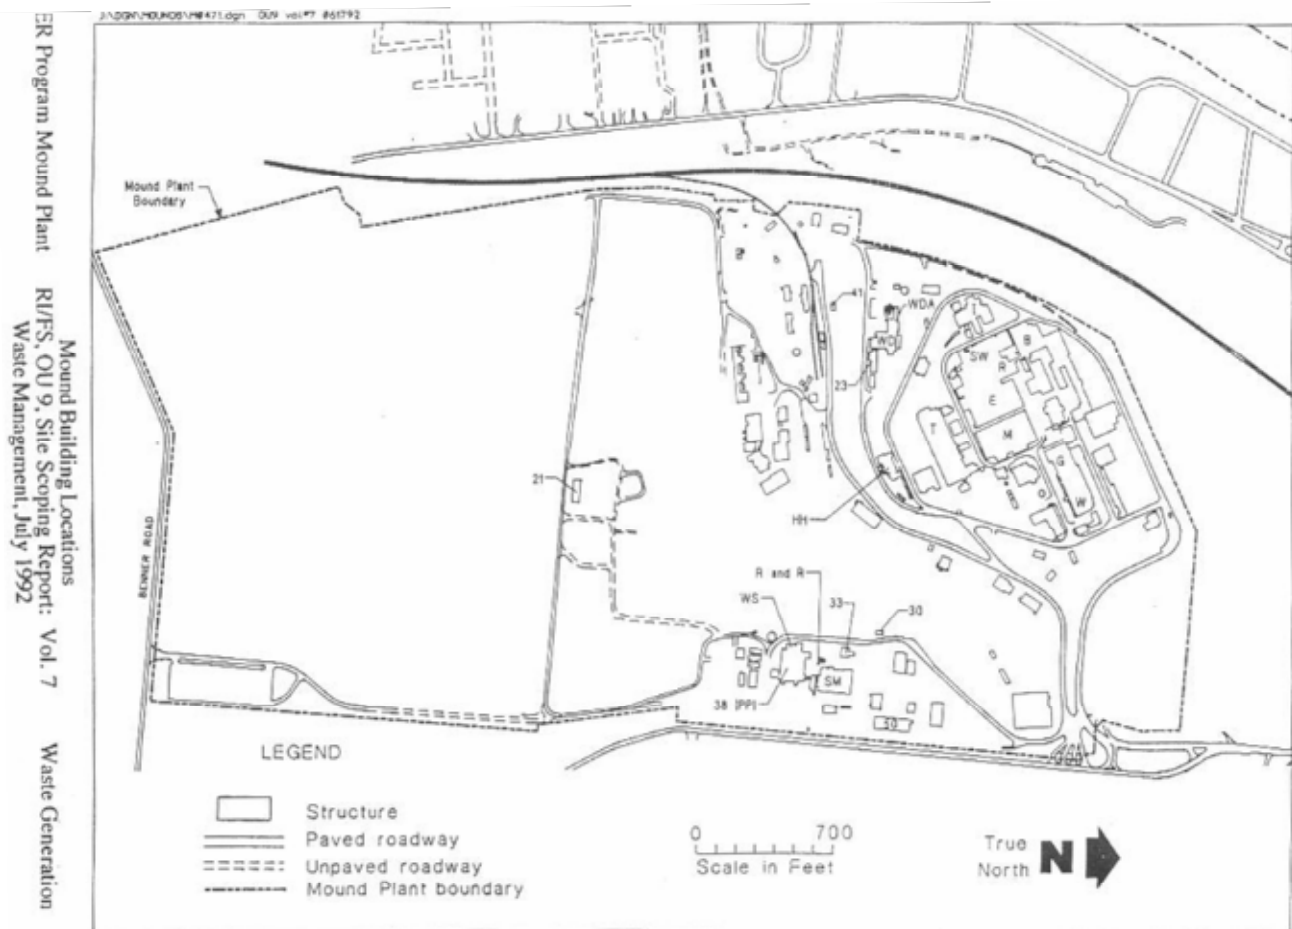 J:\DGN\MOUNDS\M8471.dgn OU9 vol#7 061792
ER Program Mound Plant
RI/FS, OU 9, Site Scoping Report: Vol. 7
Waste Management, July 1992
Mound Building Locations
Waste Generation
Mound Plant
Boundary
41
WDA
WD
23
B
SW
R
E
T
M
G
W
21
HH
BENNER ROAD
R and R
WS
33
30
SM
38 (PP)
50
LEGEND
Structure
Paved roadway
Unpaved roadway
Mound Plant boundary
0 700
Scale in Feet
True
North
N